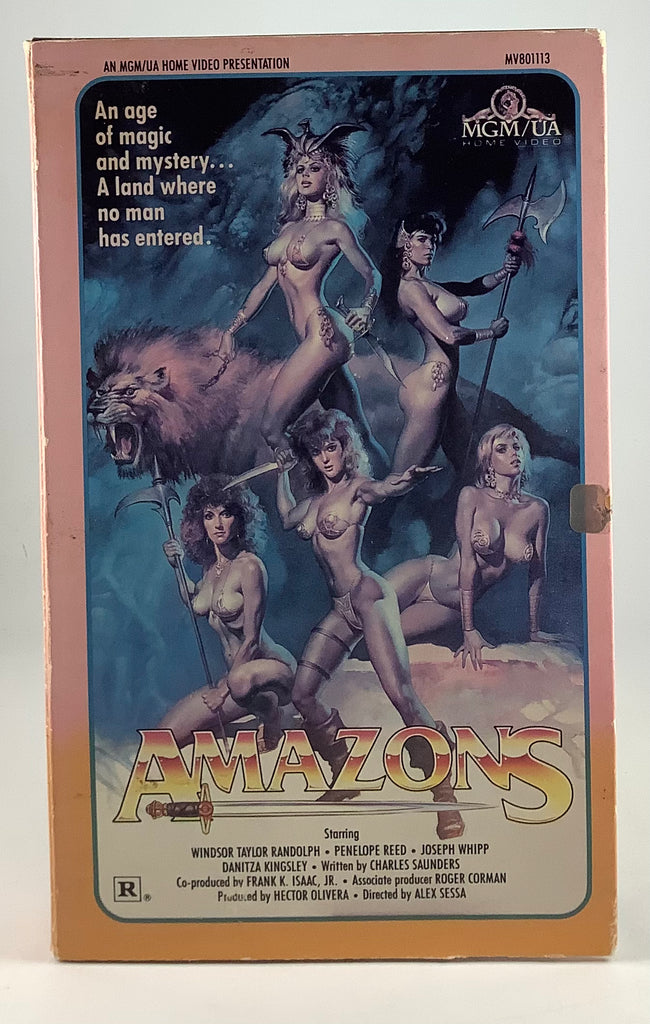 AN MGM/UA HOME VIDEO PRESENTATION
MV801113
An age
of magic
and mystery...
A land where
no man
has entered.
MGM/UA
HOME VIDEO
AMAZONS
Starring
WINDSOR TAYLOR RANDOLPH • PENELOPE REED • JOSEPH WHIPP
DANITZA KINGSLEY • Written by CHARLES SAUNDERS
Co-produced by FRANK K. ISAAC, JR. • Associate producer ROGER CORMAN
Produced by HECTOR OLIVERA • Directed by ALEX SESSA
R ®